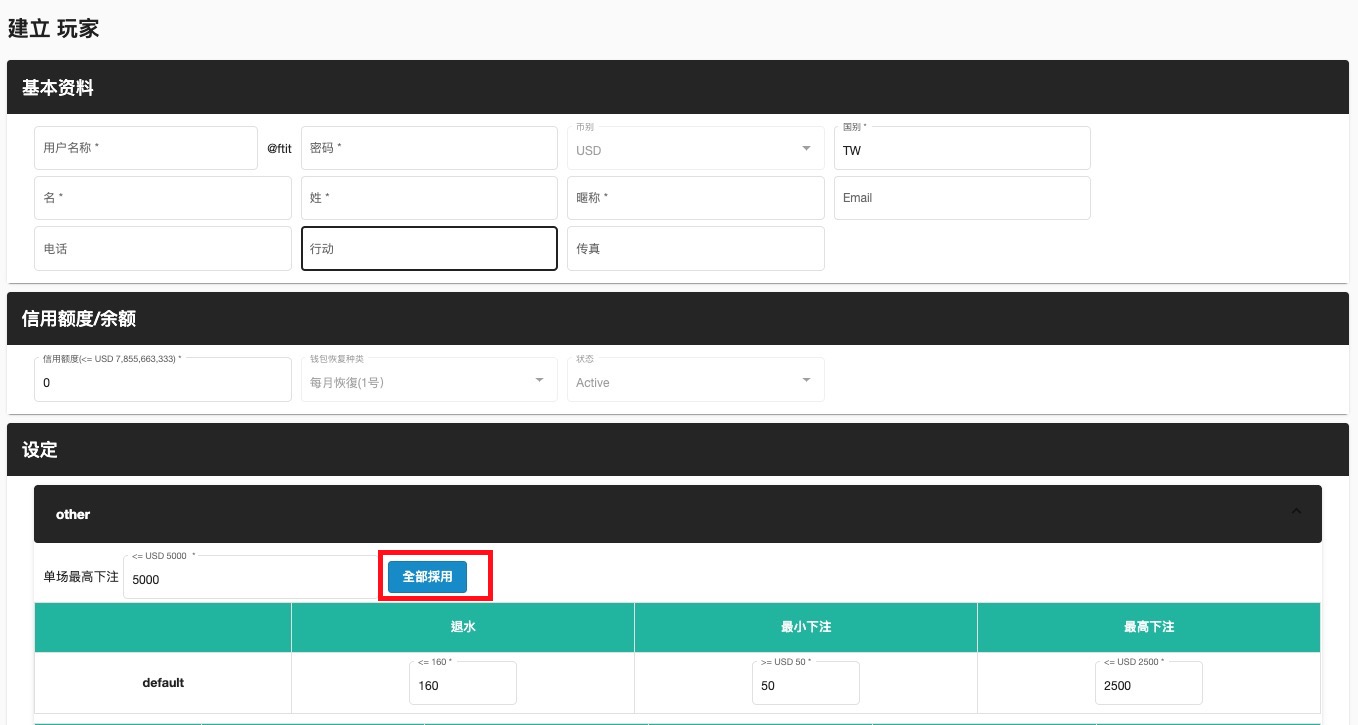 建立 玩家
基本资料
用户名称 * @ftit 密码 * 币别 USD 国别 * TW
名 * 姓 * 暱称 * Email
电话 行动 传真
信用额度/余额
信用额度(<= USD 7,855,663,333) * 钱包恢复种类 状态
0 每月恢復(1号) Active
设定
other
<= USD 5000 *
单场最高下注 5000 全部採用
退水 最小下注 最高下注
<= 160 * >= USD 50 * <= USD 2500 *
default 160 50 2500